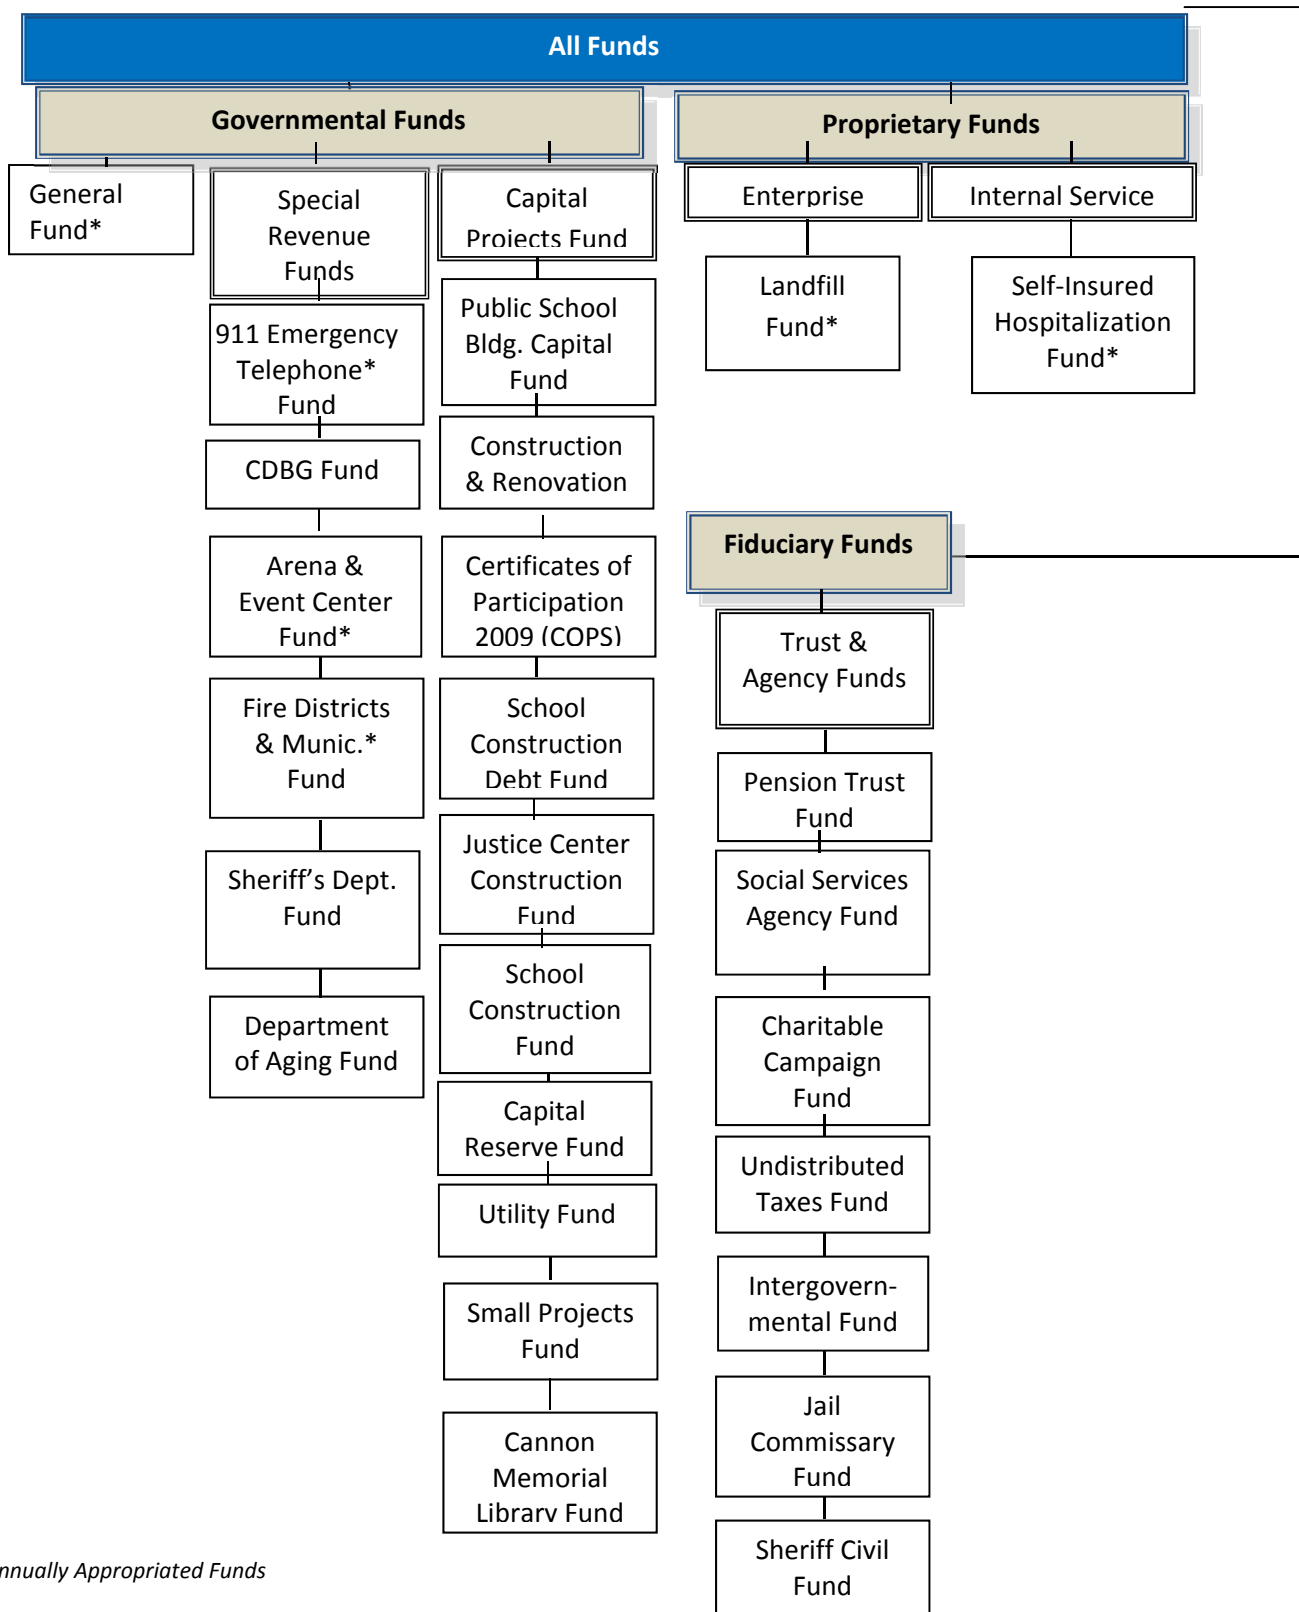 All Funds
Governmental Funds
Proprietary Funds
General
Fund*
Special
Revenue
Funds
911 Emergency
Telephone*
Fund
CDBG Fund
Arena &
Event Center
Fund*
Fire Districts
& Munic.*
Fund
Sheriff’s Dept.
Fund
Department
of Aging Fund
Capital
Projects Fund
Public School
Bldg. Capital
Fund
Construction
& Renovation
Certificates of
Participation
2009 (COPS)
School
Construction
Debt Fund
Justice Center
Construction
Fund
School
Construction
Fund
Capital
Reserve Fund
Utility Fund
Small Projects
Fund
Cannon
Memorial
Library Fund
Enterprise
Landfill
Fund*
Internal Service
Self-Insured
Hospitalization
Fund*
Fiduciary Funds
Trust &
Agency Funds
Pension Trust
Fund
Social Services
Agency Fund
Charitable
Campaign
Fund
Undistributed
Taxes Fund
Intergovern-
mental Fund
Jail
Commissary
Fund
Sheriff Civil
Fund
nnually Appropriated Funds